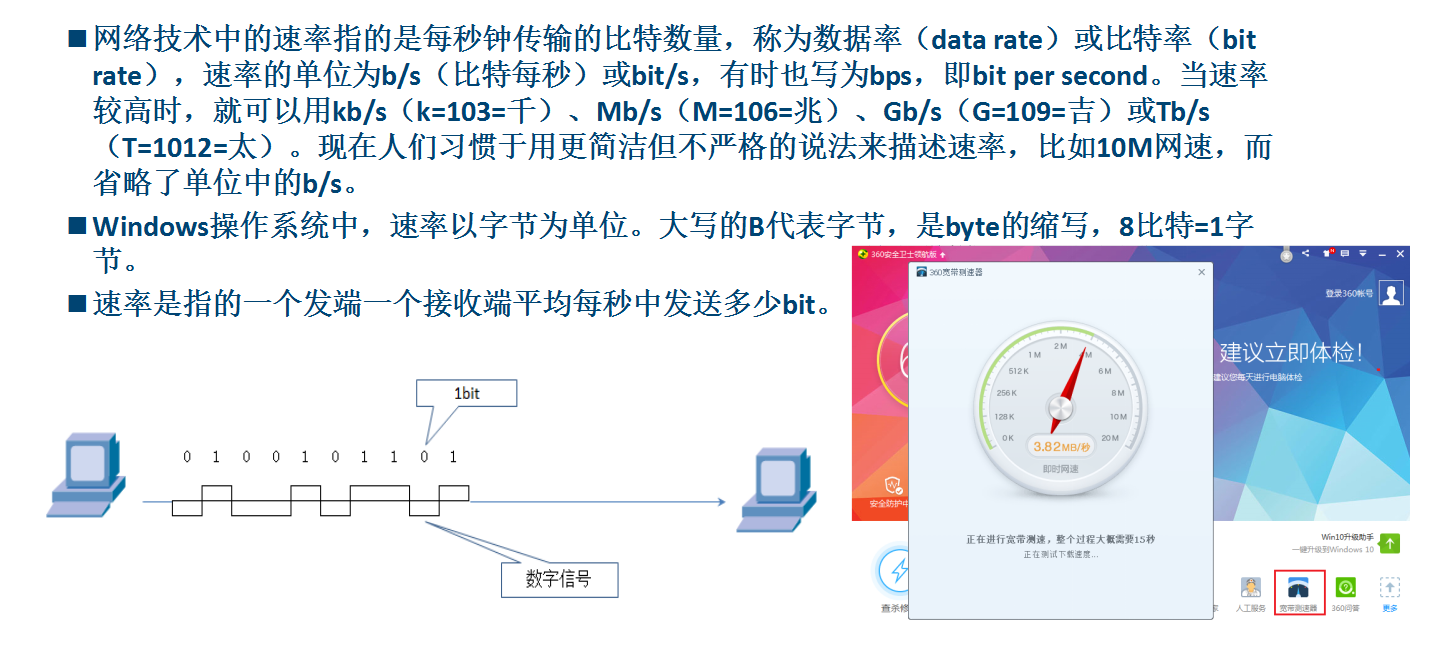 ■网络技术中的速率指的是每秒钟传输的比特数量，称为数据率（data rate）或比特率（bit
rate），速率的单位为b/s（比特每秒）或bit/s，有时也写为bps，即bit per second。当速率
较高时，就可以用kb/s（k=103=千）、Mb/s（M=106=兆）、Gb/s（G=109=吉）或Tb/s
（T=1012=太）。现在人们习惯于用更简洁但不严格的说法来描述速率，比如10M网速，而
省略了单位中的b/s。
■Windows操作系统中，速率以字节为单位。大写的B代表字节，是byte的缩写，8比特=1字
节。
■速率是指的一个发端一个接收端平均每秒中发送多少bit。
1bit
0 1 0 0 1 0 1 1 0 1
数字信号
360安全卫士领航版
360宽带测速器
登录360帐号
建议立即体检！
建议您每天进行电脑体检
2 M
1 M
4 M
512 K
6 M
256 K
8 M
128 K
10 M
0 K
20 M
3.82MB/秒
即时网速
安全防护中
正在进行宽带测速，整个过程大概需要15秒
正在测试下载速度...
Win10升级助手
一键升级到Windows 10
查杀修
人工服务
宽带测速器
360问答
更多